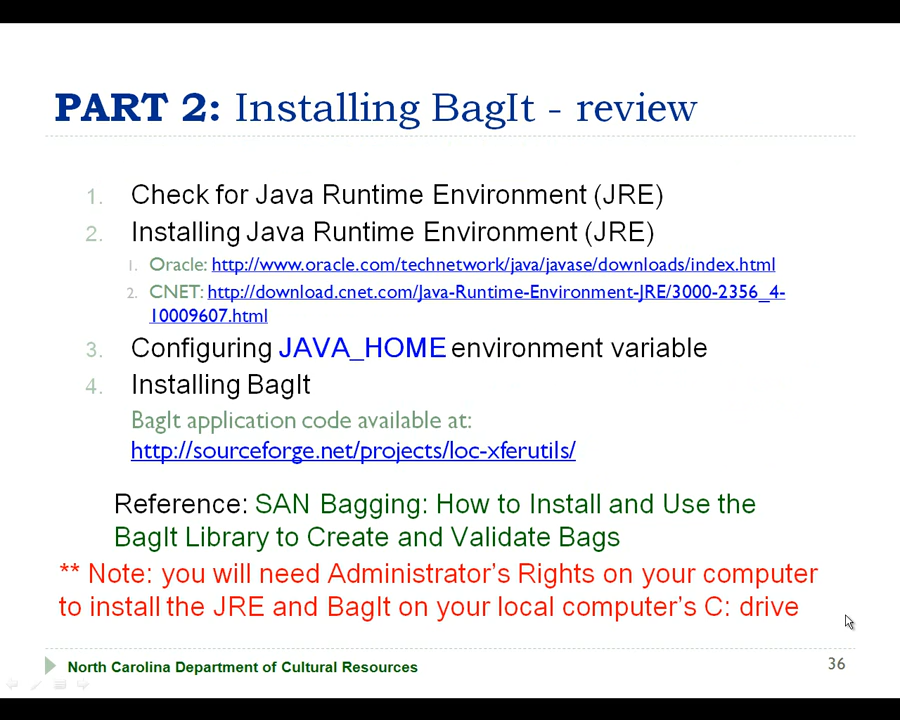 PART 2: Installing BagIt - review
1. Check for Java Runtime Environment (JRE)
2. Installing Java Runtime Environment (JRE)
1. Oracle: http://www.oracle.com/technetwork/java/javase/downloads/index.html
2. CNET: http://download.cnet.com/Java-Runtime-Environment-JRE/3000-2356_4-
10009607.html
3. Configuring JAVA_HOME environment variable
4. Installing BagIt
BagIt application code available at:
http://sourceforge.net/projects/loc-xferutils/
Reference: SAN Bagging: How to Install and Use the
BagIt Library to Create and Validate Bags
** Note: you will need Administrator’s Rights on your computer
to install the JRE and BagIt on your local computer’s C: drive
North Carolina Department of Cultural Resources
36